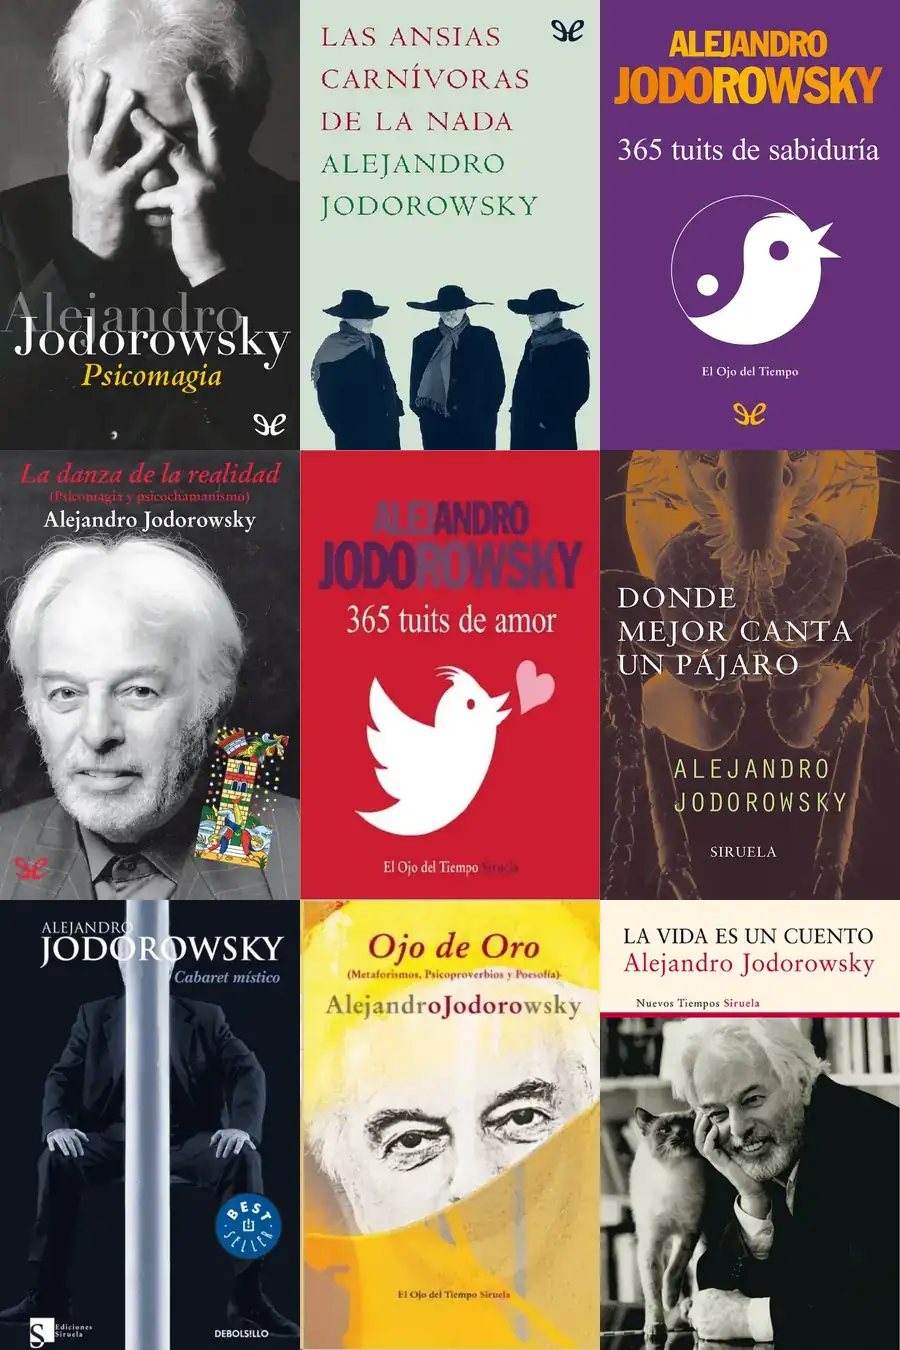 Alejandro
Jodorowsky
Psicomagia
LAS ANSIAS
CARNÍVORAS
DE LA NADA
ALEJANDRO
JODOROWSKY
ALEJANDRO
JODOROWSKY
365 tuits de sabiduría
El Ojo del Tiempo
La danza de la realidad
(Psicomagia y psicochamanismo)
Alejandro Jodorowsky
ALEJANDRO
JODOROWSKY
365 tuits de amor
El Ojo del Tiempo Siruela
DONDE
MEJOR CANTA
UN PÁJARO
ALEJANDRO
JODOROWSKY
SIRUELA
ALEJANDRO
JODOROWSKY
Cabaret místico
BEST
SELLER
S Ediciones
Siruela
DEBOLS!LLO
Ojo de Oro
(Metaforismos, Psicoproverbios y Poesofía)
Alejandro Jodorowsky
El Ojo del Tiempo Siruela
LA VIDA ES UN CUENTO
Alejandro Jodorowsky
Nuevos Tiempos Siruela